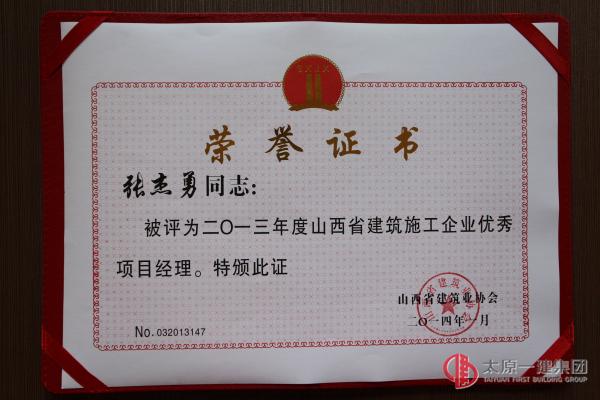 荣誉证书
张杰勇同志：
被评为二〇一三年度山西省建筑施工企业优秀
项目经理。特颁此证
山西省建筑业协会
二〇一四年一月
No. 032013147
太原一建集团
TAIYUAN FIRST BUILDING GROUP